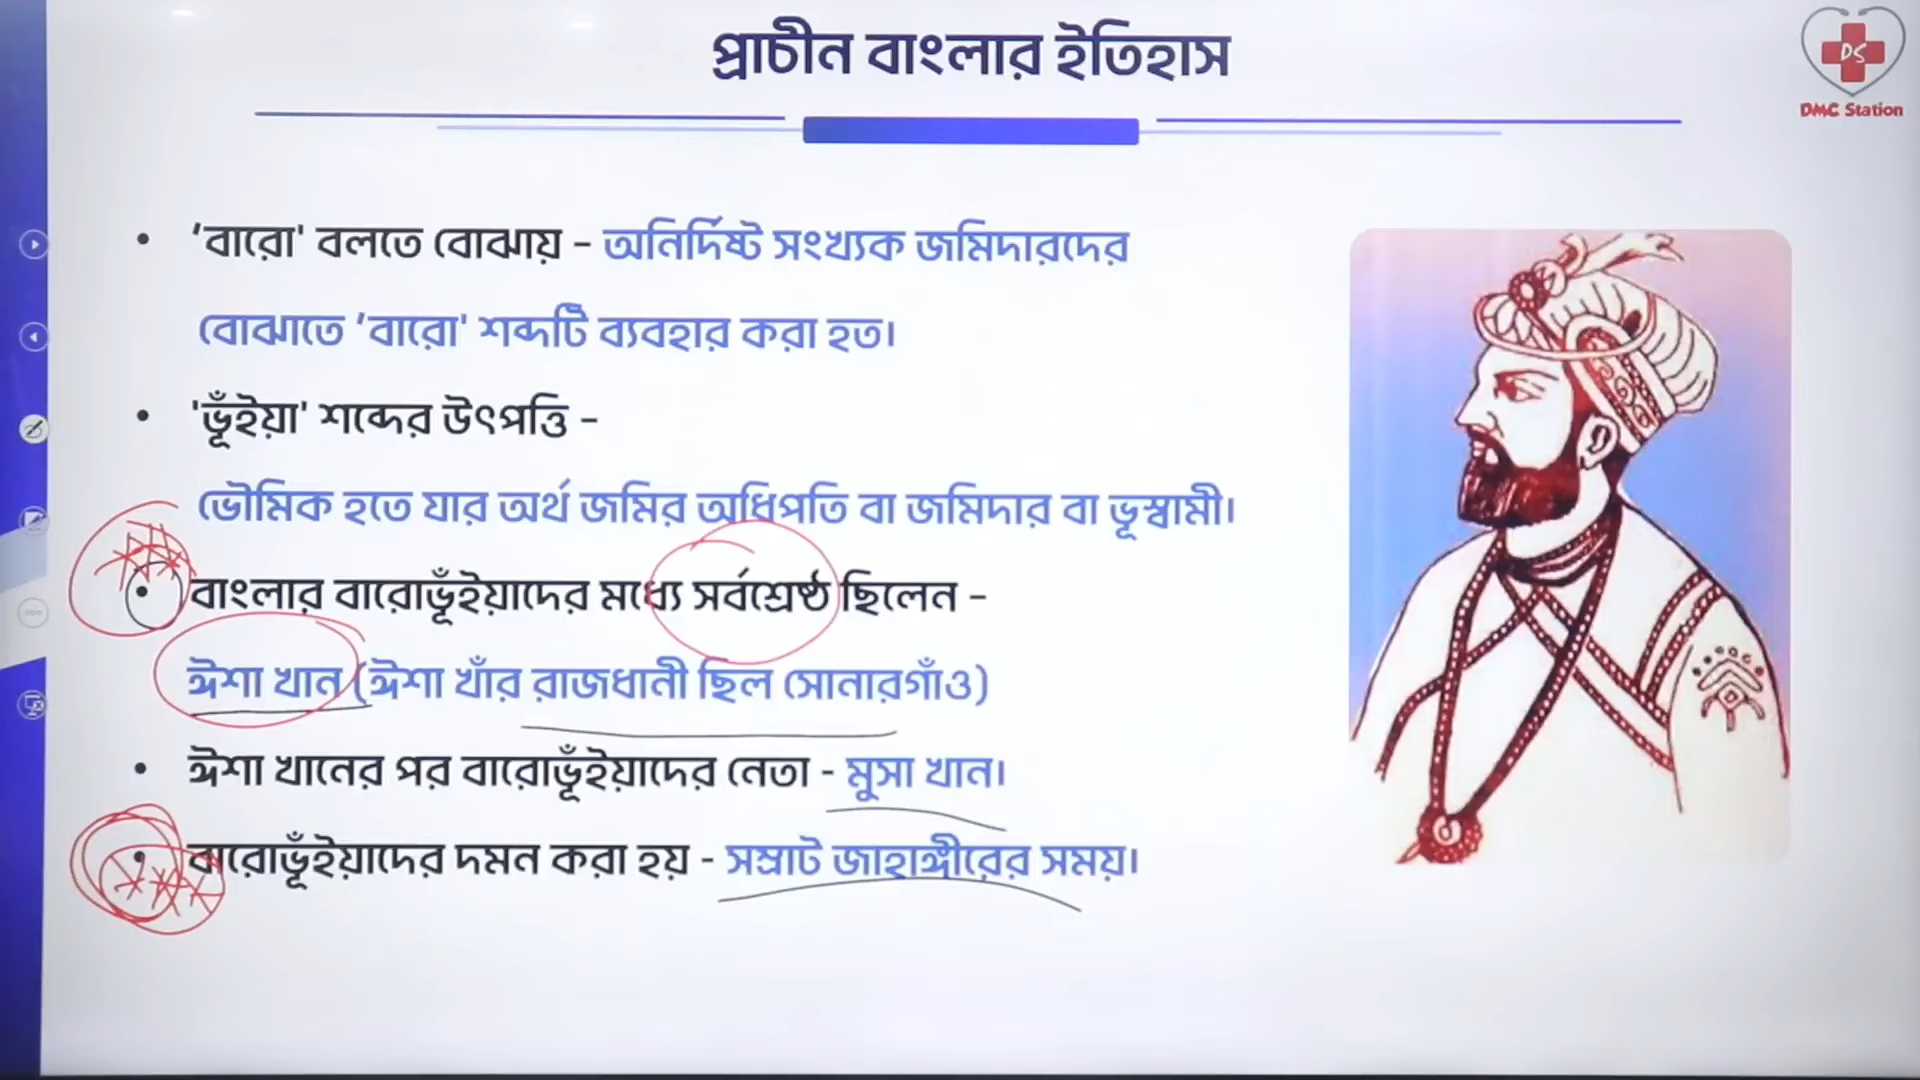 প্রাচীন বাংলার ইতিহাস
DS
DMC Station
• ‘বারো' বলতে বোঝায় – অনির্দিষ্ট সংখ্যক জমিদারদের
বোঝাতে ‘বারো' শব্দটি ব্যবহার করা হত।
• 'ভূঁইয়া' শব্দের উৎপত্তি –
ভৌমিক হতে যার অর্থ জমির অধিপতি বা জমিদার বা ভূস্বামী।
• বাংলার বারোভূঁইয়াদের মধ্যে সর্বশ্রেষ্ঠ ছিলেন –
ঈশা খান (ঈশা খাঁর রাজধানী ছিল সোনারগাঁও)
• ঈশা খানের পর বারোভূঁইয়াদের নেতা - মুসা খান।
• বারোভূঁইয়াদের দমন করা হয় - সম্রাট জাহাঙ্গীরের সময়।